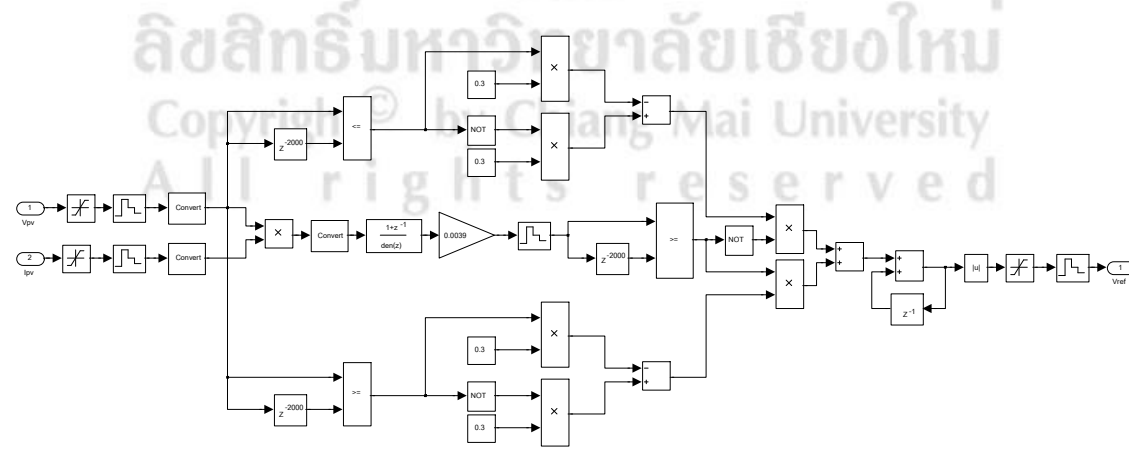 ลิขสิทธิ์มหาวิทยาลัยเชียงใหม่
Copyright © by Chiang Mai University
All rights reserved
×
0.3
<=
NOT
×
0.3
−
+
Z-2000
1
Vpv
Convert
×
Convert
1+z -1
den(z)
0.0039
Z-2000
>=
NOT
×
×
+
+
+
+
|u|
1
Vref
z -1
2
Ipv
Convert
×
0.3
>=
NOT
×
0.3
−
+
Z-2000